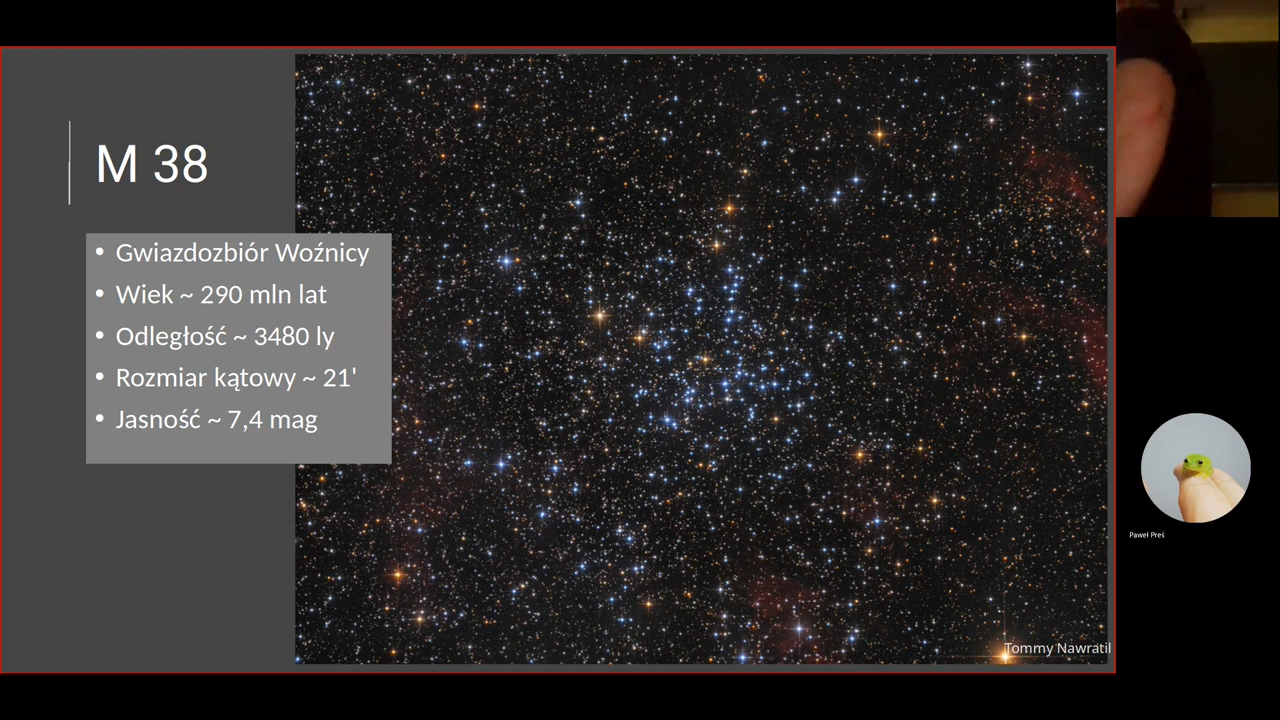 M 38
• Gwiazdozbiór Woźnicy
• Wiek ~ 290 mln lat
• Odległość ~ 3480 ly
• Rozmiar kątowy ~ 21'
• Jasność ~ 7,4 mag
Tommy Nawratil
Paweł Preś